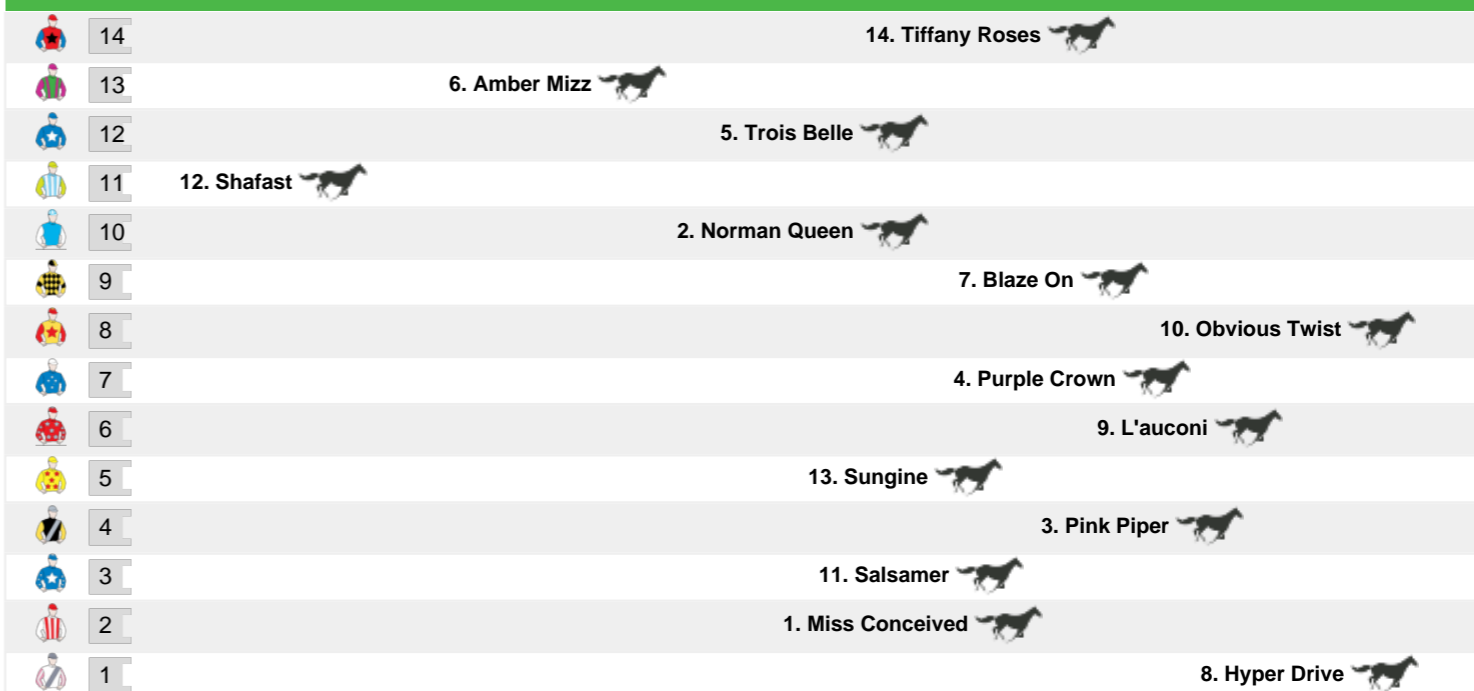 14 14. Tiffany Roses
13 6. Amber Mizz
12 5. Trois Belle
11 12. Shafast
10 2. Norman Queen
9 7. Blaze On
8 10. Obvious Twist
7 4. Purple Crown
6 9. L'auconi
5 13. Sungine
4 3. Pink Piper
3 11. Salsamer
2 1. Miss Conceived
1 8. Hyper Drive